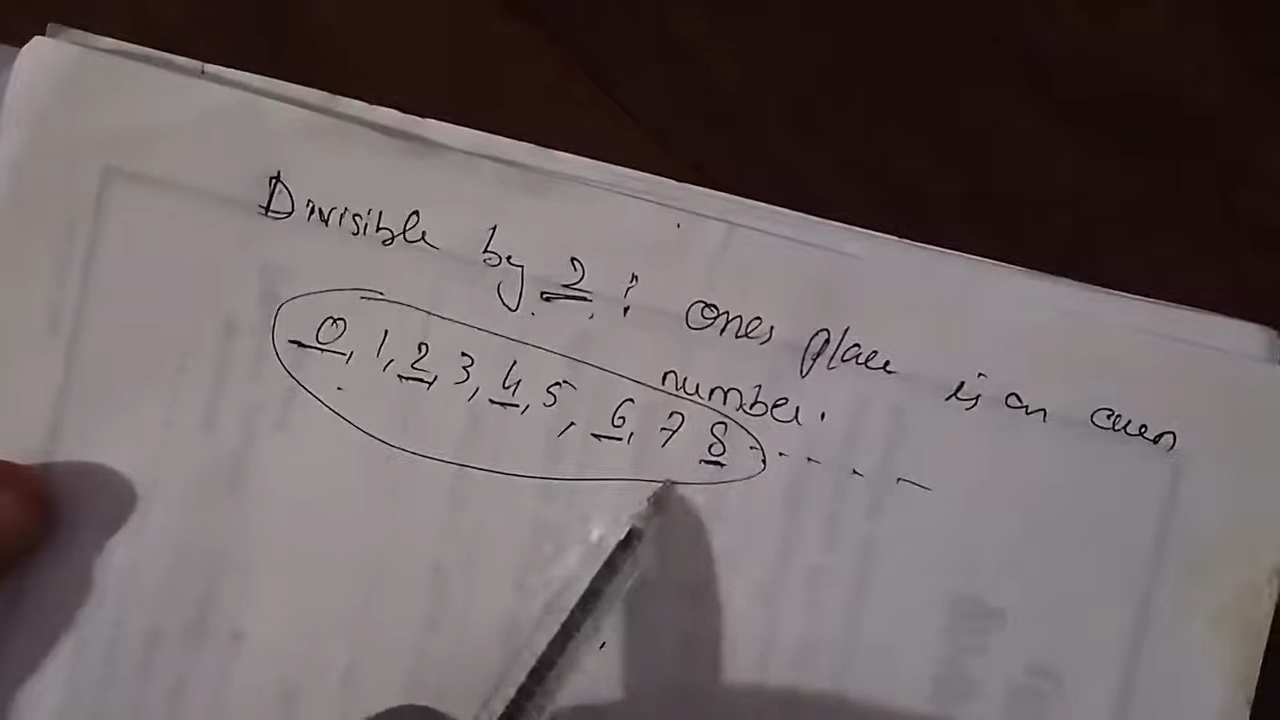 Divisible by 2 : ones place is an even
number.
0, 1, 2, 3, 4, 5, 6, 7 8 - - - - -